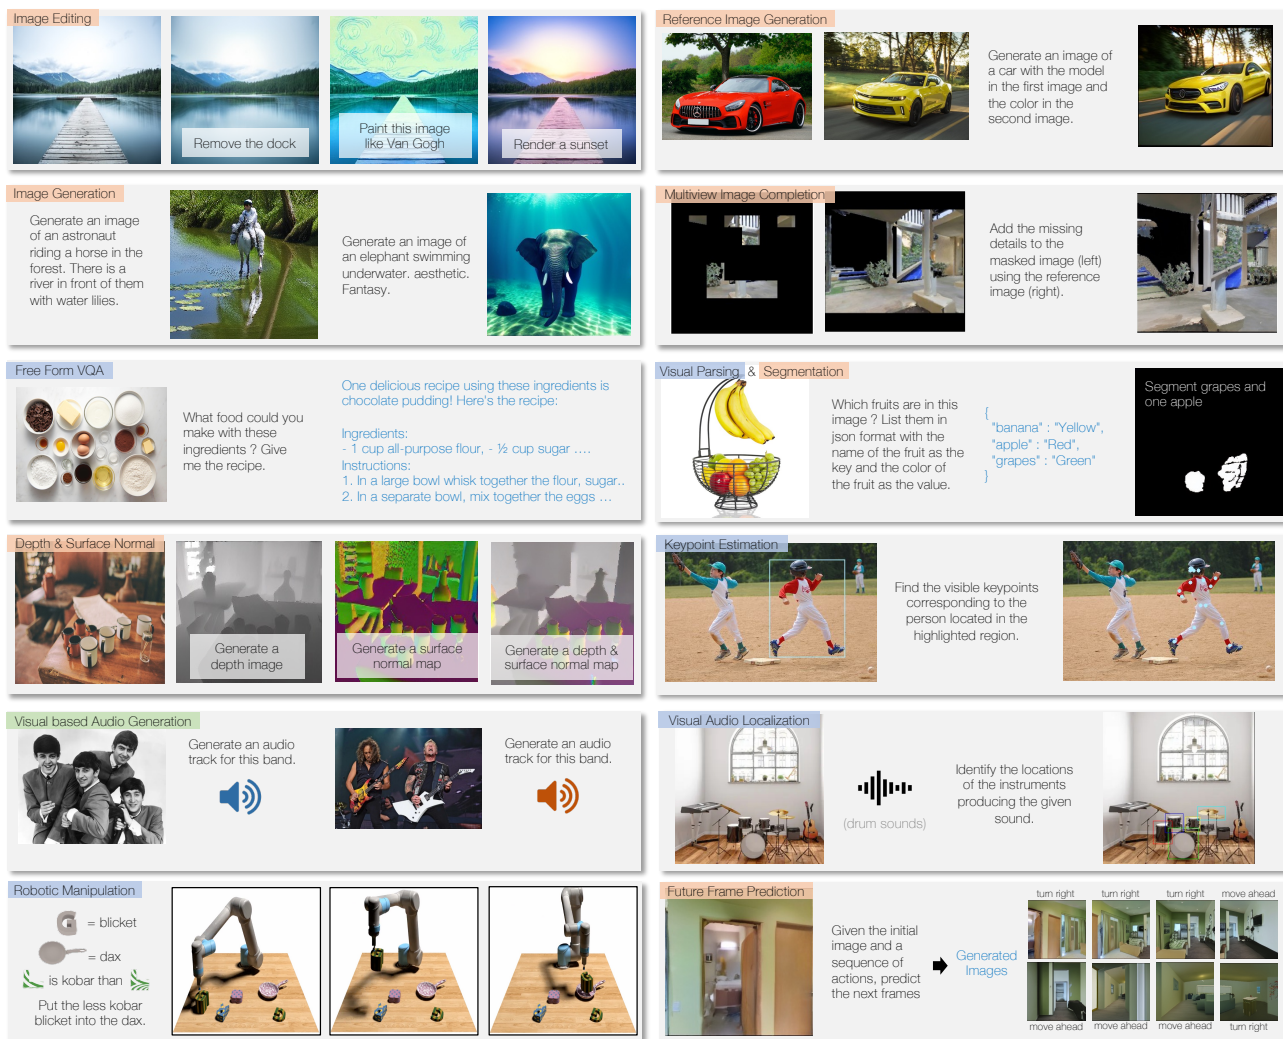 Image Editing
Remove the dock
Paint this image
like Van Gogh
Render a sunset
Reference Image Generation
Generate an image of
a car with the model
in the first image and
the color in the
second image.
Image Generation
Generate an image
of an astronaut
riding a horse in the
forest. There is a
river in front of them
with water lilies.
Generate an image of
an elephant swimming
underwater. aesthetic.
Fantasy.
Multiview Image Completion
Add the missing
details to the
masked image (left)
using the reference
image (right).
Free Form VQA
What food could you
make with these
ingredients ? Give
me the recipe.
One delicious recipe using these ingredients is
chocolate pudding! Here's the recipe:
Ingredients:
- 1 cup all-purpose flour, - ½ cup sugar ....
Instructions:
1. In a large bowl whisk together the flour, sugar..
2. In a separate bowl, mix together the eggs ...
Visual Parsing & Segmentation
Which fruits are in this
image ? List them in
json format with the
name of the fruit as the
key and the color of
the fruit as the value.
{
"banana" : "Yellow",
"apple" : "Red",
"grapes" : "Green"
}
Segment grapes and
one apple
Depth & Surface Normal
Generate a
depth image
Generate a surface
normal map
Generate a depth &
surface normal map
Keypoint Estimation
Find the visible keypoints
corresponding to the
person located in the
highlighted region.
Visual based Audio Generation
Generate an audio
track for this band.
Generate an audio
track for this band.
Visual Audio Localization
(drum sounds)
Identify the locations
of the instruments
producing the given
sound.
Robotic Manipulation
= blicket
= dax
is kobar than
Put the less kobar
blicket into the dax.
Future Frame Prediction
Given the initial
image and a
sequence of
actions, predict
the next frames
Generated
Images
turn right
turn right
turn right
move ahead
move ahead
move ahead
move ahead
turn right